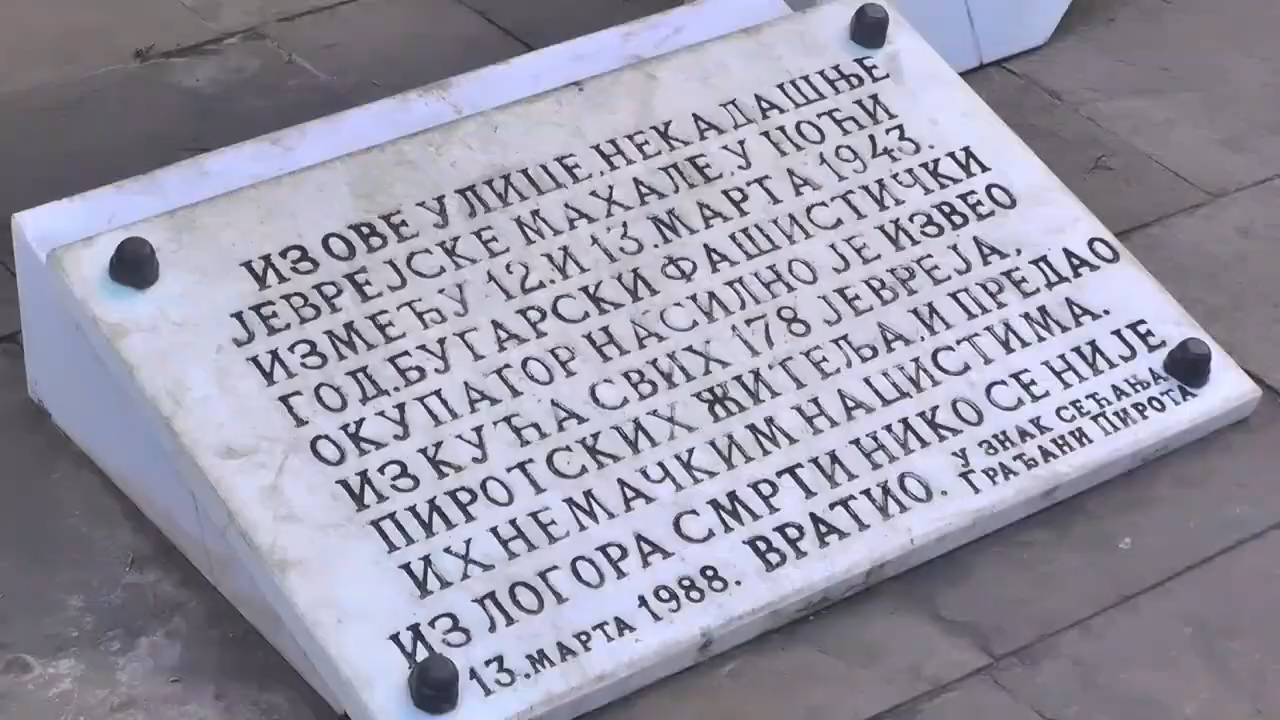 ИЗ ОВЕ УЛИЦЕ, НЕКАДАШЊЕ
ЈЕВРЕЈСКЕ МАХАЛЕ, У НОЋИ
ИЗМЕЂУ 12. И 13. МАРТА 1943.
ГОД. БУГАРСКИ ФАШИСТИЧКИ
ОКУПАТОР НАСИЛНО ЈЕ ИЗВЕО
ИЗ КУЋА СВИХ 178 ЈЕВРЕЈА,
ПИРОТСКИХ ЖИТЕЉА, И ПРЕДАО
ИХ НЕМАЧКИМ НАЦИСТИМА.
ИЗ ЛОГОРА СМРТИ НИКО СЕ НИЈЕ
ВРАТИО.
13. МАРТА 1988.
У ЗНАК СЕЋАЊА,
ГРАЂАНИ ПИРОТА